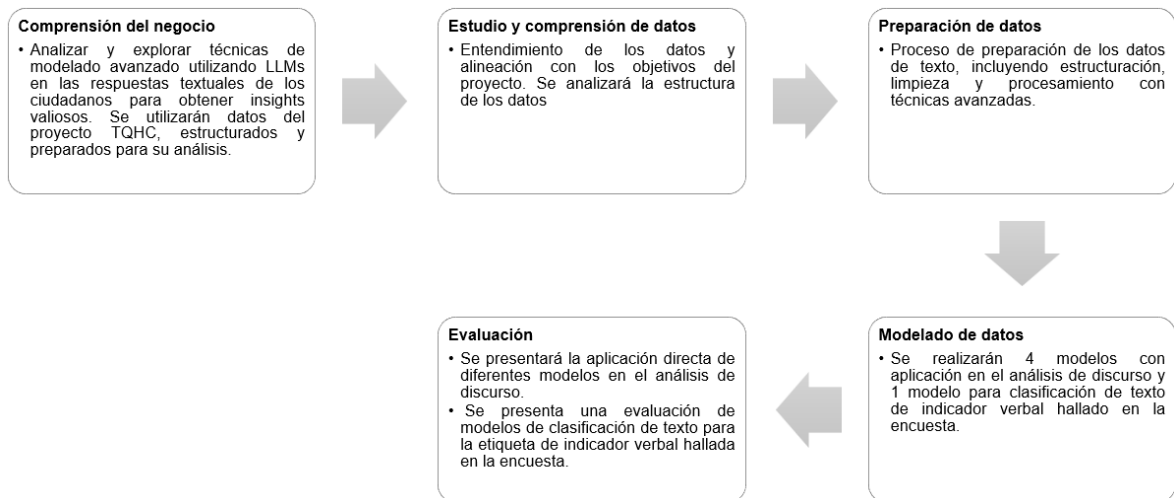 Comprensión del negocio
• Analizar y explorar técnicas de
modelado avanzado utilizando LLMs
en las respuestas textuales de los
ciudadanos para obtener insights
valiosos. Se utilizarán datos del
proyecto TQHC, estructurados y
preparados para su análisis.
Estudio y comprensión de datos
• Entendimiento de los datos y
alineación con los objetivos del
proyecto. Se analizará la estructura
de los datos
Preparación de datos
• Proceso de preparación de los datos
de texto, incluyendo estructuración,
limpieza y procesamiento con
técnicas avanzadas.
Modelado de datos
• Se realizarán 4 modelos con
aplicación en el análisis de discurso y
1 modelo para clasificación de texto
de indicador verbal hallado en la
encuesta.
Evaluación
• Se presentará la aplicación directa de
diferentes modelos en el análisis de
discurso.
• Se presenta una evaluación de
modelos de clasificación de texto para
la etiqueta de indicador verbal hallada
en la encuesta.